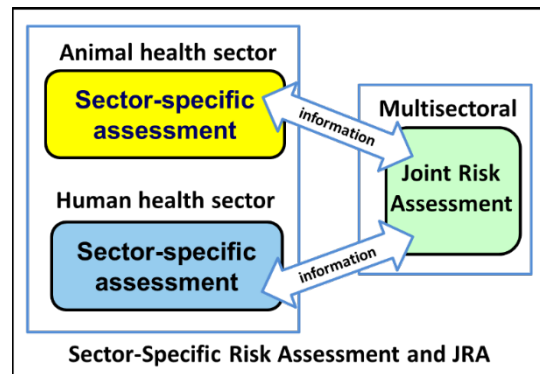 Animal health sector
Sector-specific
assessment
information
Multisectoral
Joint Risk
Assessment
Human health sector
Sector-specific
assessment
information
Sector-Specific Risk Assessment and JRA